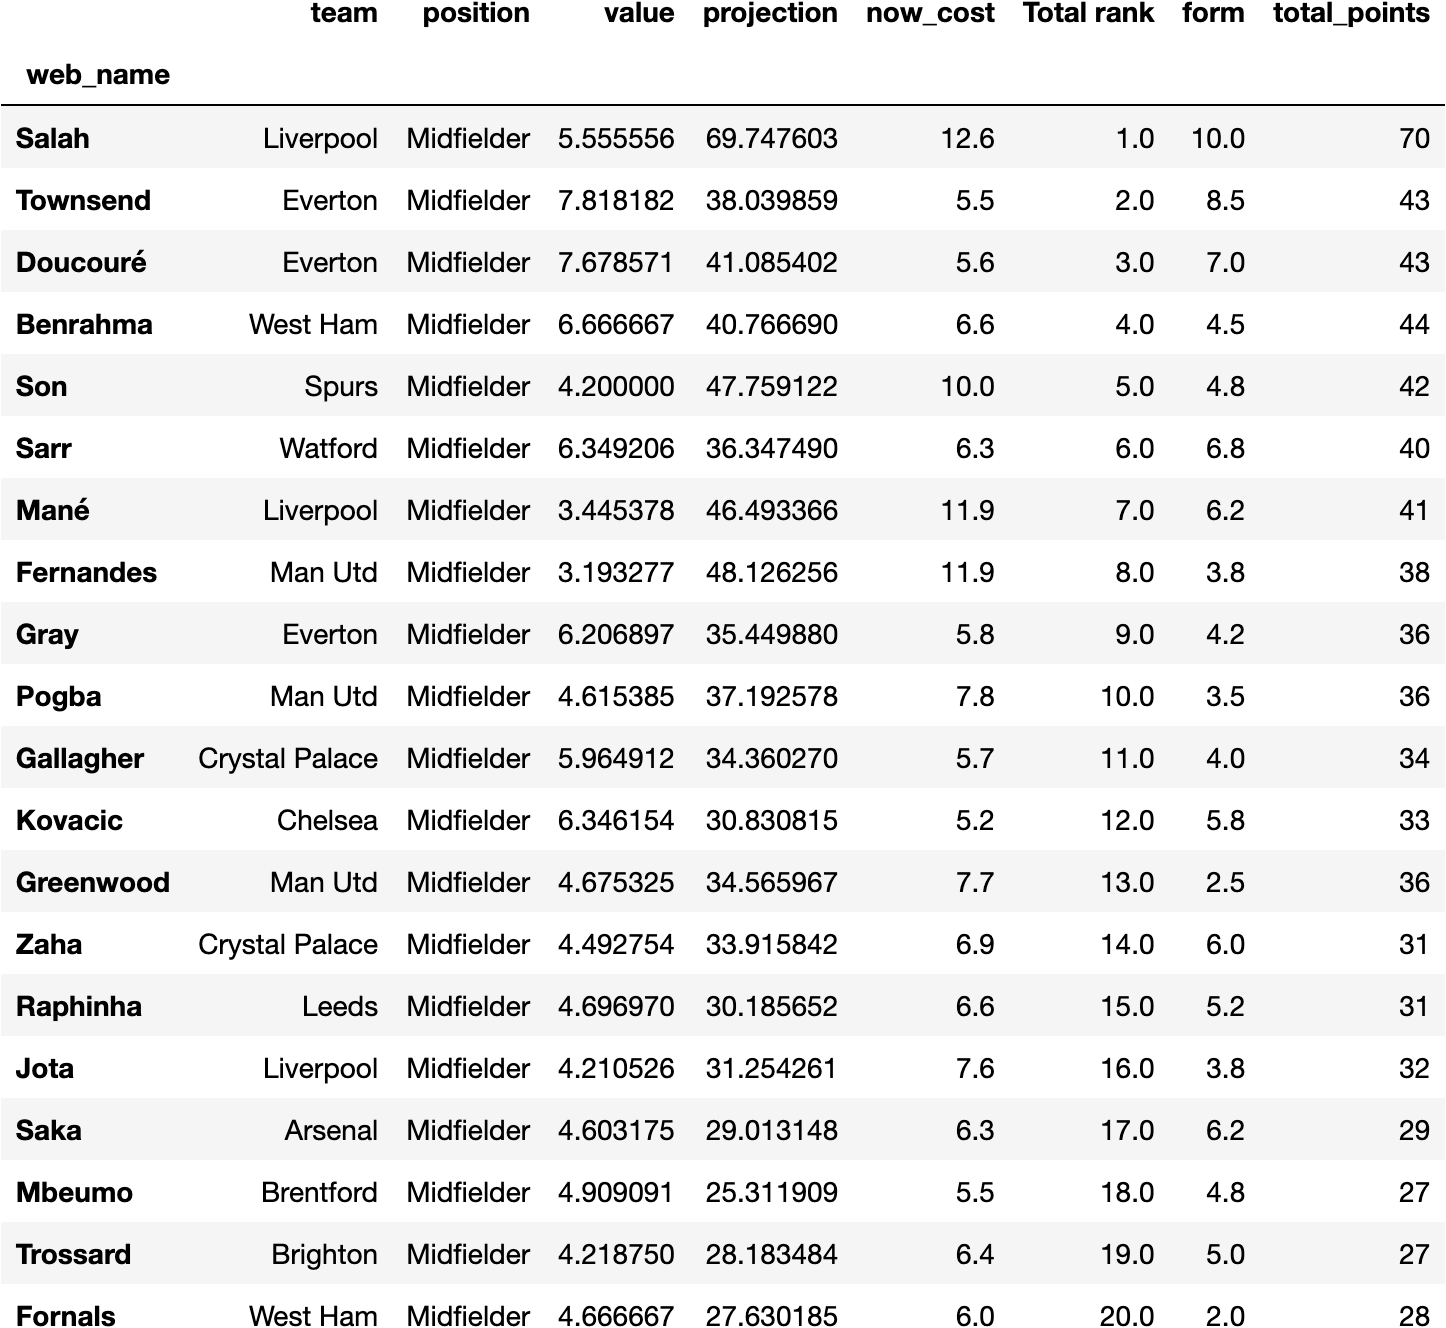 team position value projection now_cost Total rank form total_points
web_name
Salah Liverpool Midfielder 5.555556 69.747603 12.6 1.0 10.0 70
Townsend Everton Midfielder 7.818182 38.039859 5.5 2.0 8.5 43
Doucouré Everton Midfielder 7.678571 41.085402 5.6 3.0 7.0 43
Benrahma West Ham Midfielder 6.666667 40.766690 6.6 4.0 4.5 44
Son Spurs Midfielder 4.200000 47.759122 10.0 5.0 4.8 42
Sarr Watford Midfielder 6.349206 36.347490 6.3 6.0 6.8 40
Mané Liverpool Midfielder 3.445378 46.493366 11.9 7.0 6.2 41
Fernandes Man Utd Midfielder 3.193277 48.126256 11.9 8.0 3.8 38
Gray Everton Midfielder 6.206897 35.449880 5.8 9.0 4.2 36
Pogba Man Utd Midfielder 4.615385 37.192578 7.8 10.0 3.5 36
Gallagher Crystal Palace Midfielder 5.964912 34.360270 5.7 11.0 4.0 34
Kovacic Chelsea Midfielder 6.346154 30.830815 5.2 12.0 5.8 33
Greenwood Man Utd Midfielder 4.675325 34.565967 7.7 13.0 2.5 36
Zaha Crystal Palace Midfielder 4.492754 33.915842 6.9 14.0 6.0 31
Raphinha Leeds Midfielder 4.696970 30.185652 6.6 15.0 5.2 31
Jota Liverpool Midfielder 4.210526 31.254261 7.6 16.0 3.8 32
Saka Arsenal Midfielder 4.603175 29.013148 6.3 17.0 6.2 29
Mbeumo Brentford Midfielder 4.909091 25.311909 5.5 18.0 4.8 27
Trossard Brighton Midfielder 4.218750 28.183484 6.4 19.0 5.0 27
Fornals West Ham Midfielder 4.666667 27.630185 6.0 20.0 2.0 28